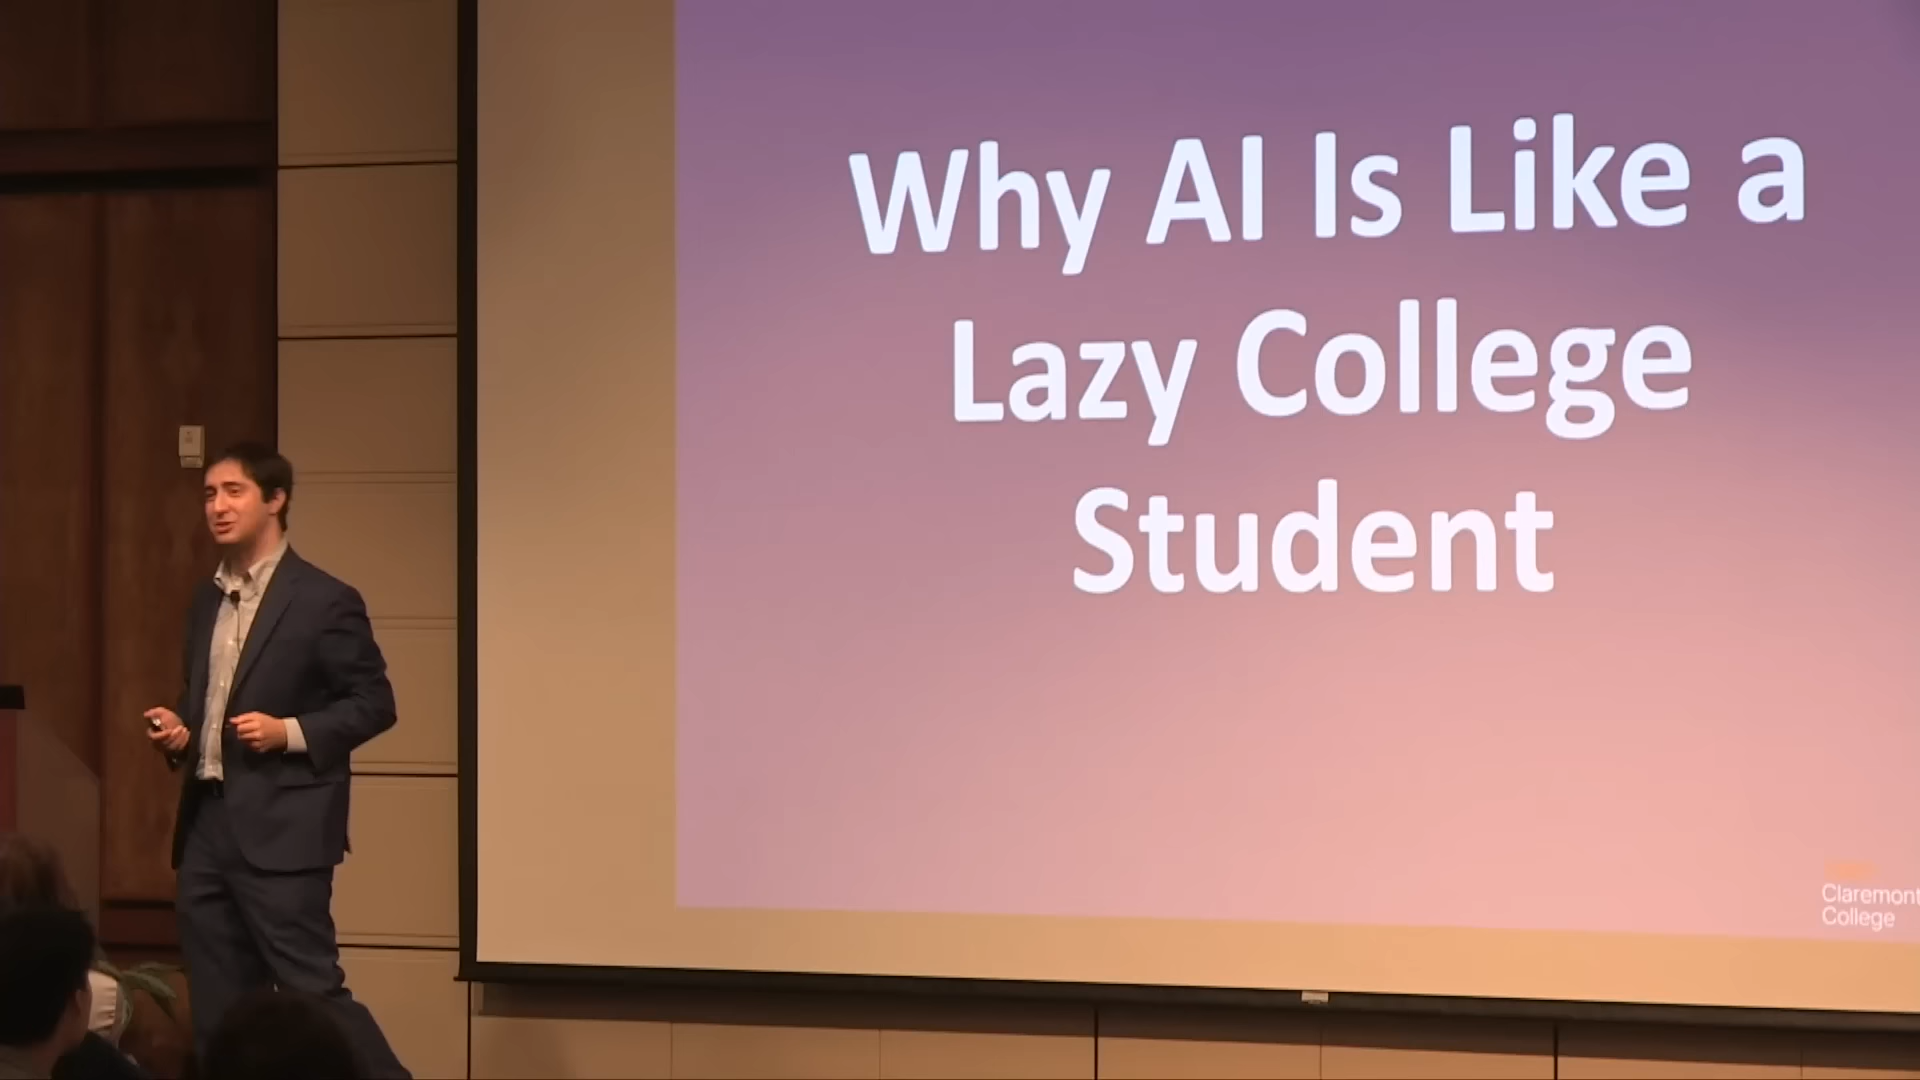 Why AI Is Like a
Lazy College
Student
Claremont
College